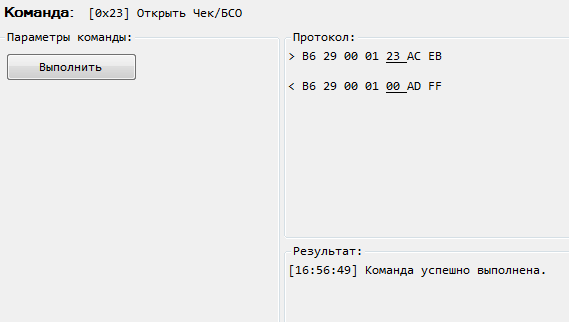 Команда: [0x23] Открыть Чек/БСО
Параметры команды:
Выполнить
Протокол:
> B6 29 00 01 23 AC EB
< B6 29 00 01 00 AD FF
Результат:
[16:56:49] Команда успешно выполнена.